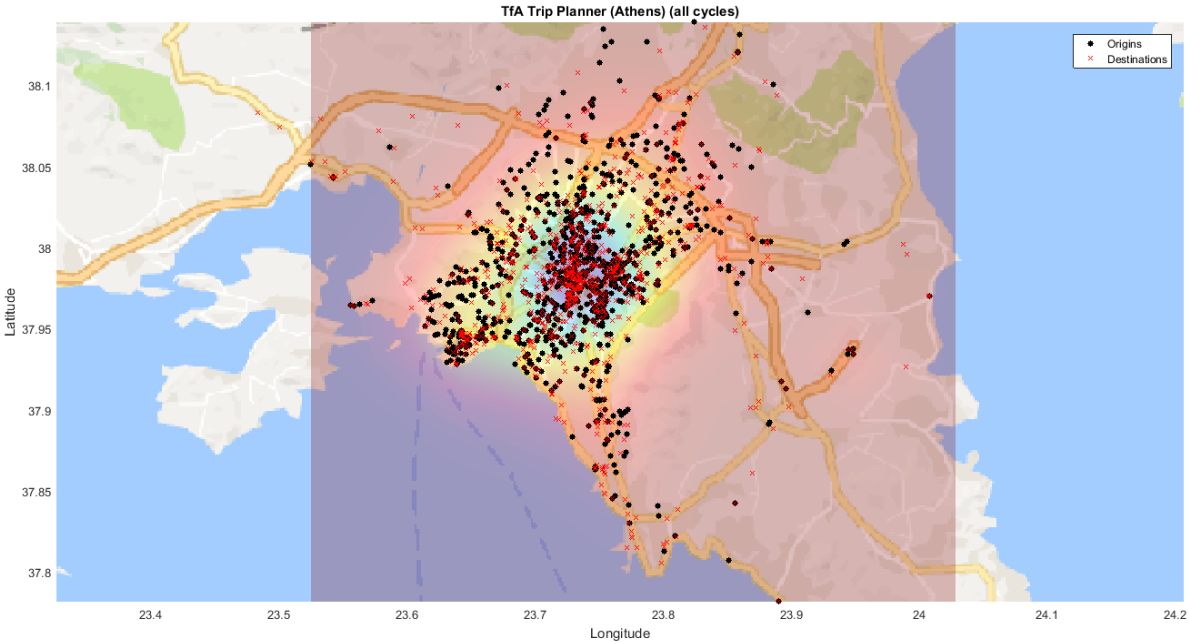 TfA Trip Planner (Athens) (all cycles)
Origins
Destinations
38.1
38.05
38
37.95
37.9
37.85
37.8
Latitude
23.4 23.5 23.6 23.7 23.8 23.9 24 24.1 24.2
Longitude